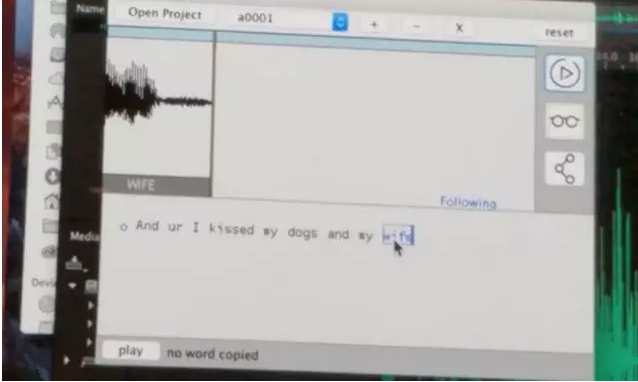 Name
Open Project a0001 + − X reset
WIFE
Following
And ur I kissed my dogs and my wife
Media
Devi
play no word copied